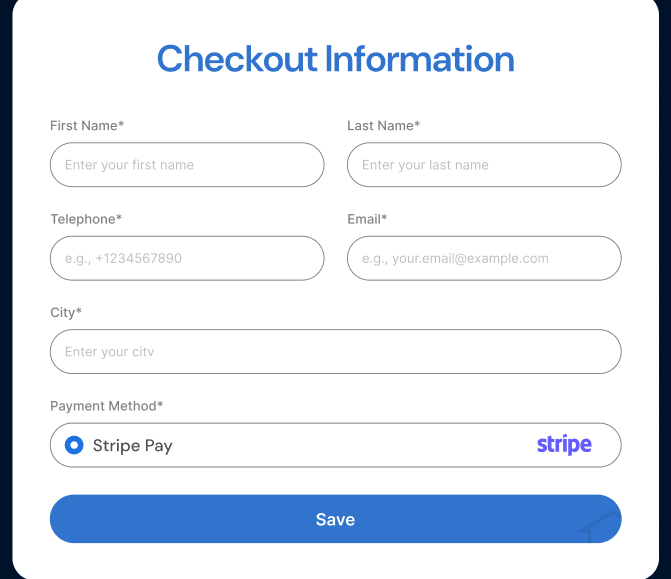 Checkout Information
First Name*
Last Name*
Enter your first name
Enter your last name
Telephone*
Email*
e.g., +1234567890
e.g., your.email@example.com
City*
Enter your city
Payment Method*
Stripe Pay
stripe
Save